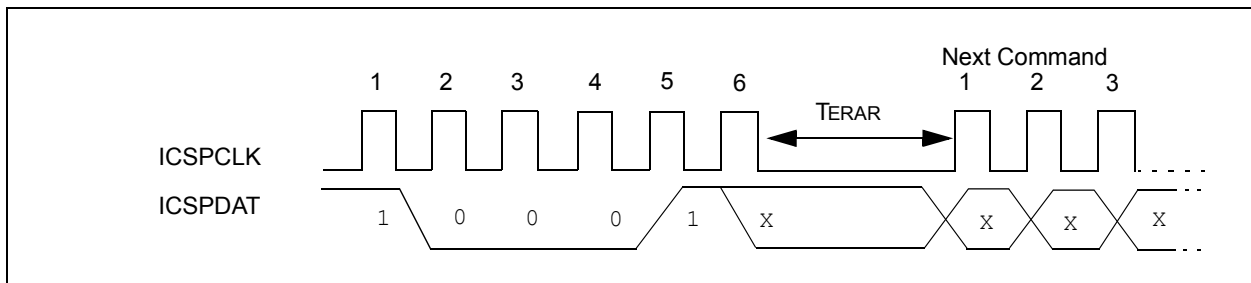 Next Command
1 2 3 4 5 6 1 2 3
TERAR
ICSPCLK
ICSPDAT
1 0 0 0 1 X X X X